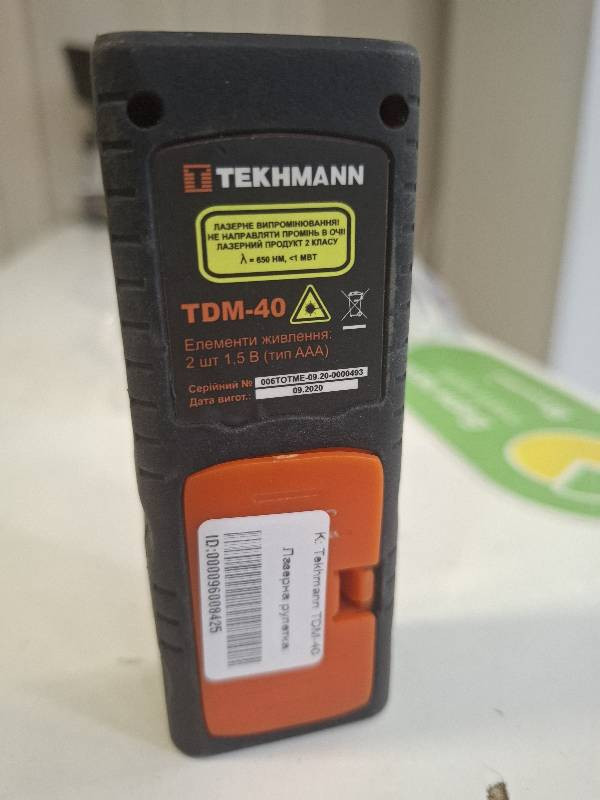 TEKHMANN
ЛАЗЕРНЕ ВИПРОМІНЮВАННЯ!
НЕ НАПРАВЛЯТИ ПРОМІНЬ В ОЧІ!
ЛАЗЕРНИЙ ПРОДУКТ 2 КЛАСУ
λ = 650 НМ, <1 МВТ
TDM-40
Елементи живлення:
2 шт 1,5 В (тип ААА)
Серійний № 006TOTME-09.20-0000493
Дата вигот.: 09.2020
К: Tekhmann TDM-40
Лазерна рулетка
ID:000096008425